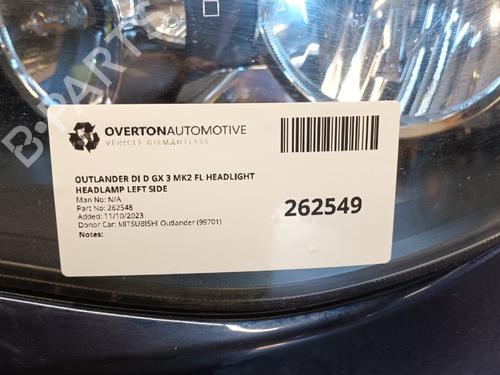 B-PARTS
OVERTONAUTOMOTIVE
VEHICLE DISMANTLERS
OUTLANDER DI D GX 3 MK2 FL HEADLIGHT
HEADLAMP LEFT SIDE
Man No: N/A
Part No: 262548
Added: 11/10/2023
Donor Car: MITSUBISHI Outlander (99701)
Notes:
262549